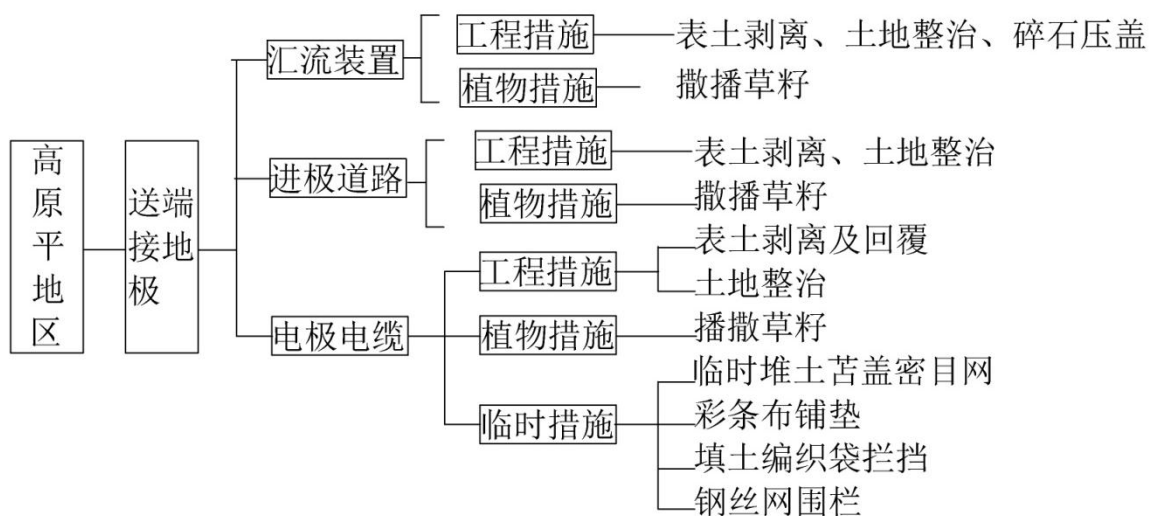 高原平地区
送端接地极
汇流装置
工程措施
表土剥离、土地整治、碎石压盖
植物措施
撒播草籽
进极道路
工程措施
表土剥离、土地整治
植物措施
撒播草籽
电极电缆
工程措施
表土剥离及回覆
土地整治
植物措施
播撒草籽
临时措施
临时堆土苫盖密目网
彩条布铺垫
填土编织袋拦挡
钢丝网围栏